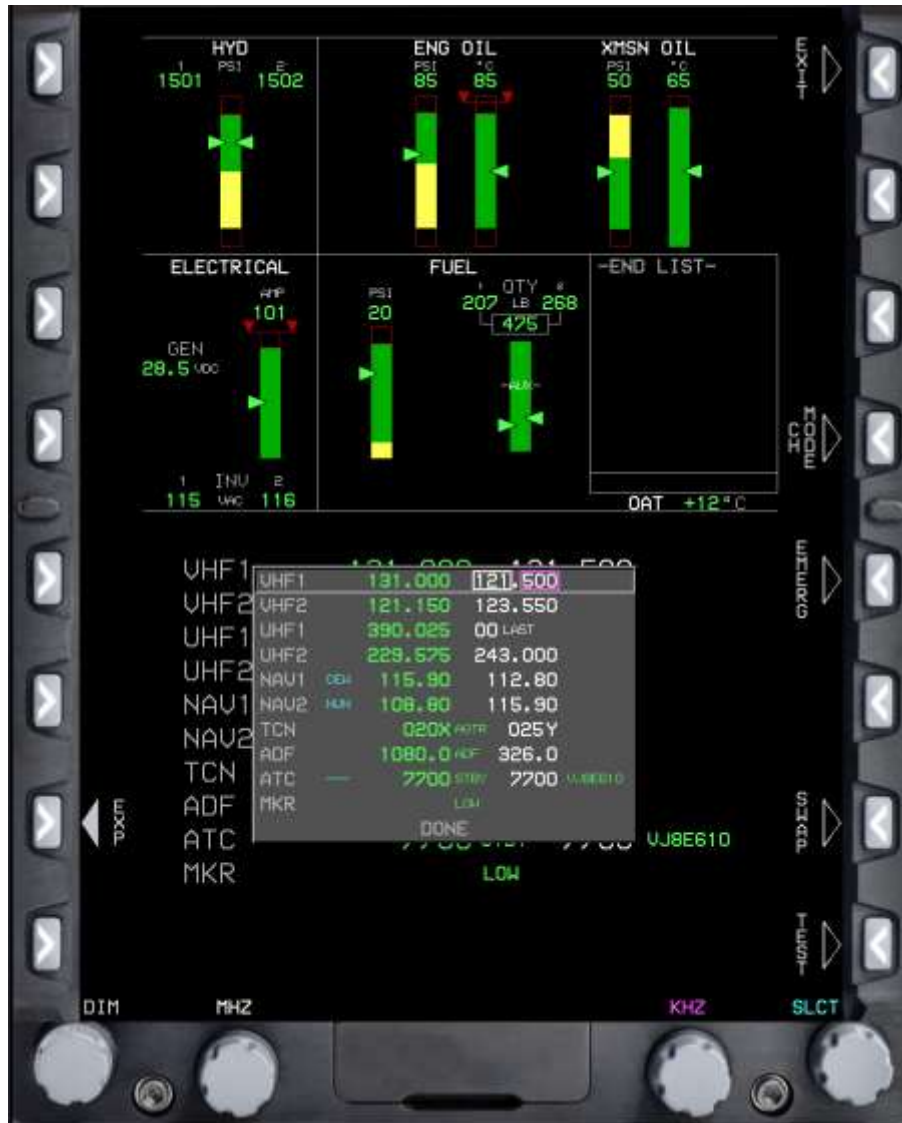 HYD
1 PSI 2
1501 1502
ENG OIL
PSI °C
85 85
XMSN OIL
PSI °C
50 65
EXIT
ELECTRICAL
AMP
101
GEN
28.5 VDC
1 INV 2
115 VAC 116
FUEL
PSI
20
1 QTY 2
207 LB 268
475
-AUX-
-END LIST-
OAT +12°C
MODE
CH
EMERG
SWAP
TEST
EXP
VHF1
VHF2
UHF1
UHF2
NAV1
NAV2
TCN
ADF
ATC VJ8E610
MKR LOW
VHF1 131.000 121.500
VHF2 121.150 123.550
UHF1 390.025 00 LAST
UHF2 229.575 243.000
NAV1 115.90 112.80
NAV2 108.80 115.90
TCN 020X 025Y
ADF 1080.0 ADF 326.0
ATC ---- 7700 STBY 7700 VJ8E610
MKR LOW
DONE
DIM MHZ KHZ SLCT